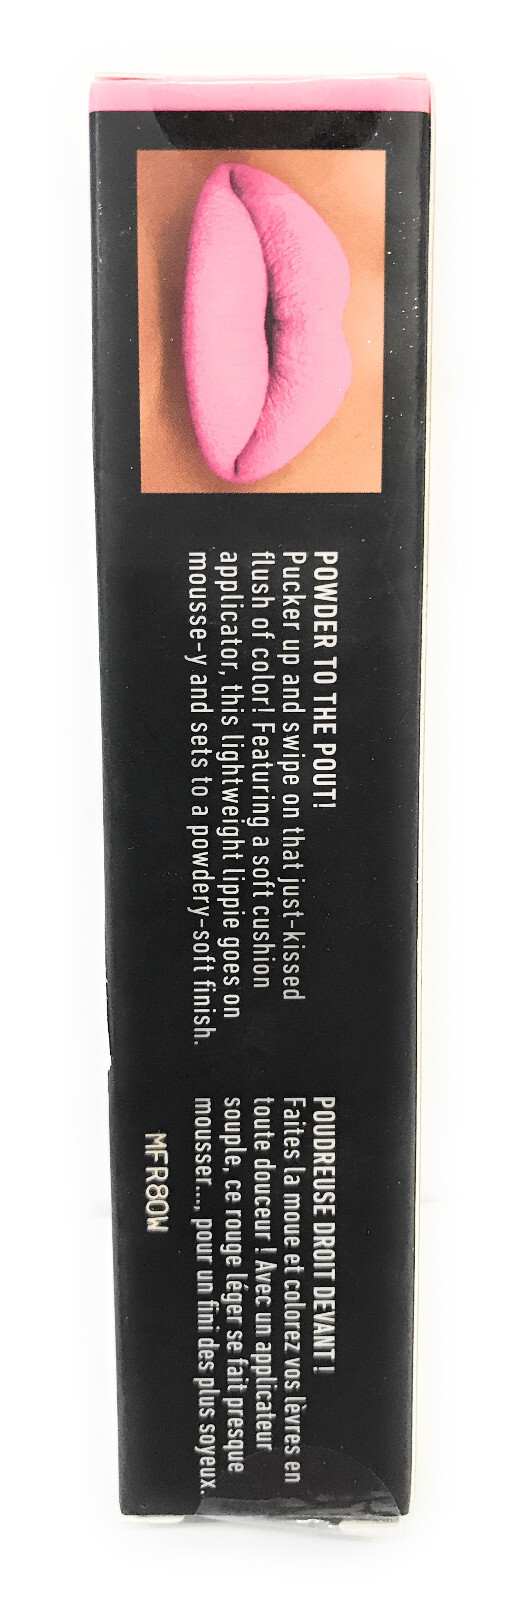 POWDER TO THE POUT!
Pucker up and swipe on that just-kissed
flush of color! Featuring a soft cushion
applicator, this lightweight lippie goes on
mousse-y and sets to a powdery-soft finish.
POUDREUSE DROIT DEVANT !
Faites la moue et colorez vos lèvres en
toute douceur ! Avec un applicateur
souple, ce rouge léger se fait presque
mousser..., pour un fini des plus soyeux.
MFR80W